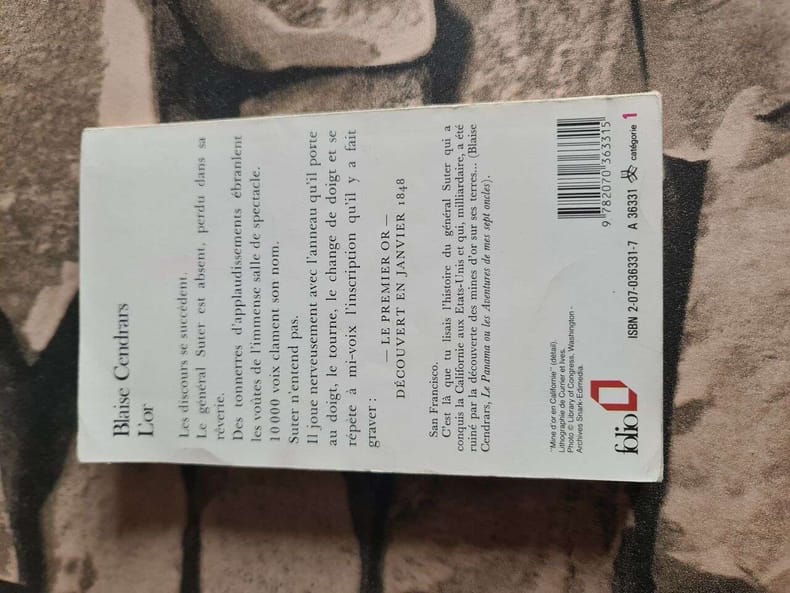 Blaise Cendrars
L'or
Les discours se succèdent.
Le général Suter est absent, perdu dans sa
rêverie.
Des tonnerres d'applaudissements ébranlent
les voûtes de l'immense salle de spectacle.
10 000 voix clament son nom.
Suter n'entend pas.
Il joue nerveusement avec l'anneau qu'il porte
au doigt, le tourne, le change de doigt et se
répète à mi-voix l'inscription qu'il y a fait
graver :
— LE PREMIER OR —
DÉCOUVERT EN JANVIER 1848
San Francisco.
C'est là que tu lisais l'histoire du général Suter qui a
conquis la Californie aux Etats-Unis et qui, milliardaire, a été
ruiné par la découverte des mines d'or sur ses terres... (Blaise
Cendrars, Le Panama ou les Aventures de mes sept oncles).
folio
"Mine d'or en Californie" (détail).
Lithographie de Currier et Ives.
Photo © Library of Congress, Washington -
Archives Snark-Edimedia.
9 782070 363315
ISBN 2-07-036331-7 A 36331 catégorie 1